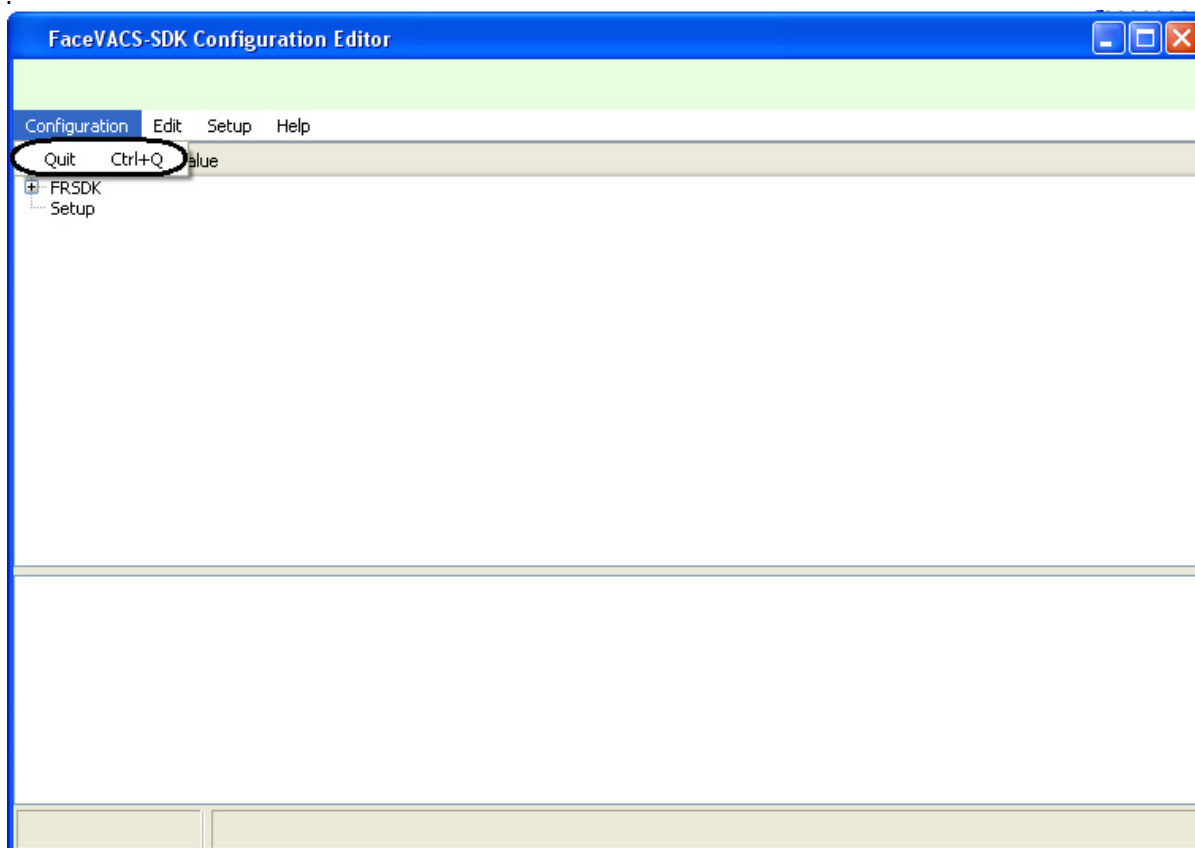 FaceVACS-SDK Configuration Editor
Configuration Edit Setup Help
Quit Ctrl+Q alue
FRSDK
Setup